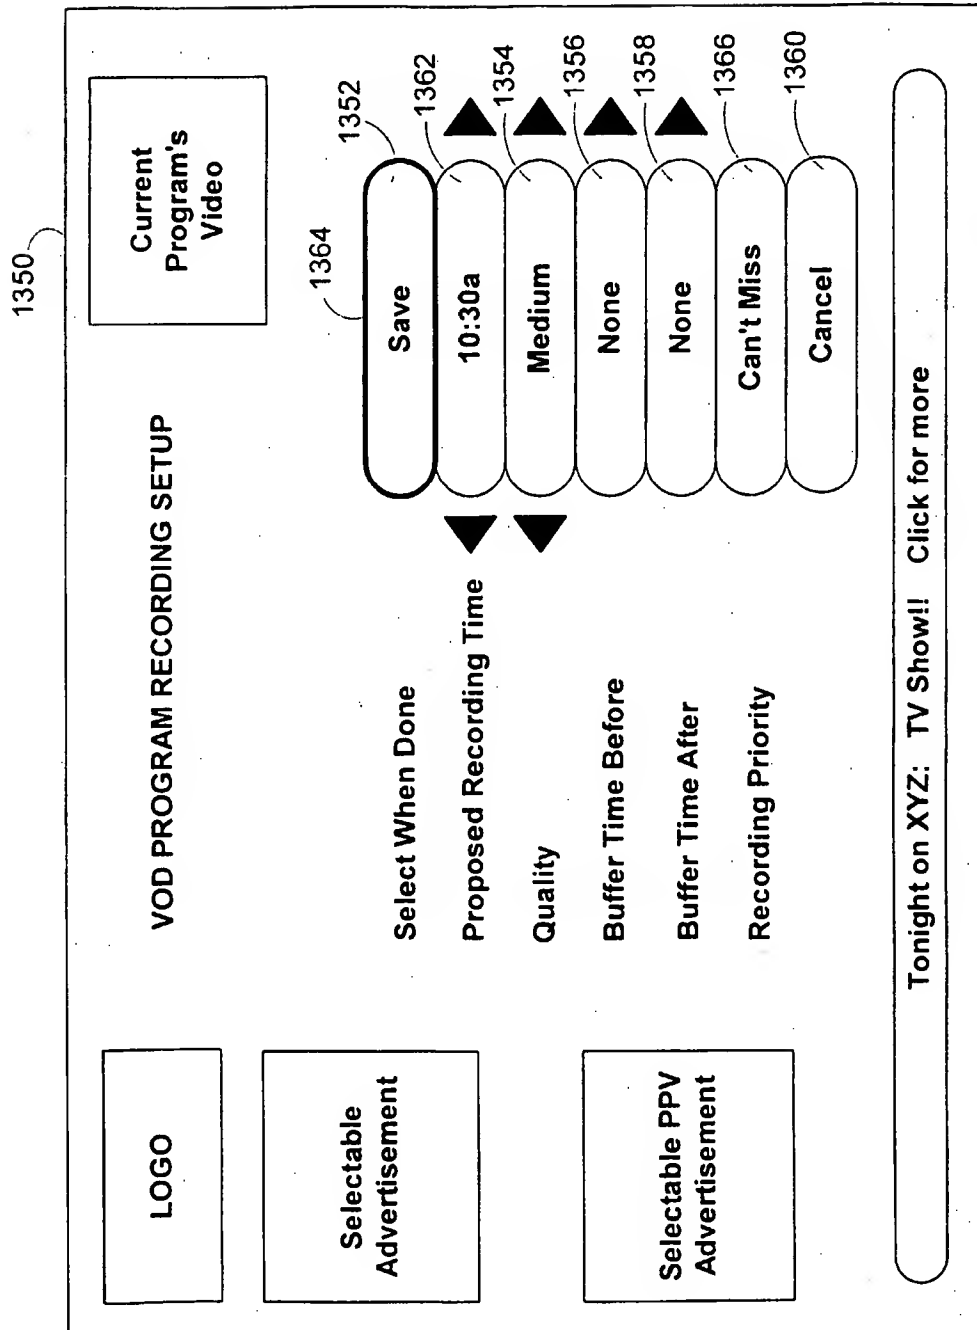 1350
LOGO
VOD PROGRAM RECORDING SETUP
Current
Program's
Video
Selectable
Advertisement
Selectable PPV
Advertisement
1364
Select When Done
Save
1352
Proposed Recording Time
10:30a
1362
Quality
Medium
1354
Buffer Time Before
None
1356
Buffer Time After
None
1358
Recording Priority
Can't Miss
1366
Cancel
1360
Tonight on XYZ: TV Show!! Click for more